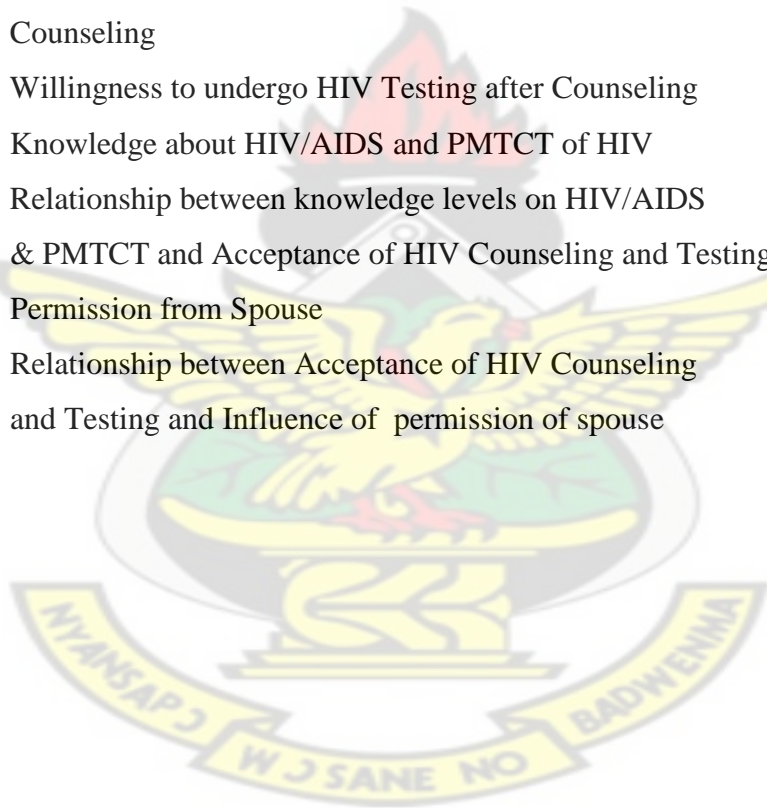 Counseling
Willingness to undergo HIV Testing after Counseling
Knowledge about HIV/AIDS and PMTCT of HIV
Relationship between knowledge levels on HIV/AIDS
& PMTCT and Acceptance of HIV Counseling and Testing
Permission from Spouse
Relationship between Acceptance of HIV Counseling
and Testing and Influence of permission of spouse
NYANSAPƆ WƆSANE NO BADWENMA